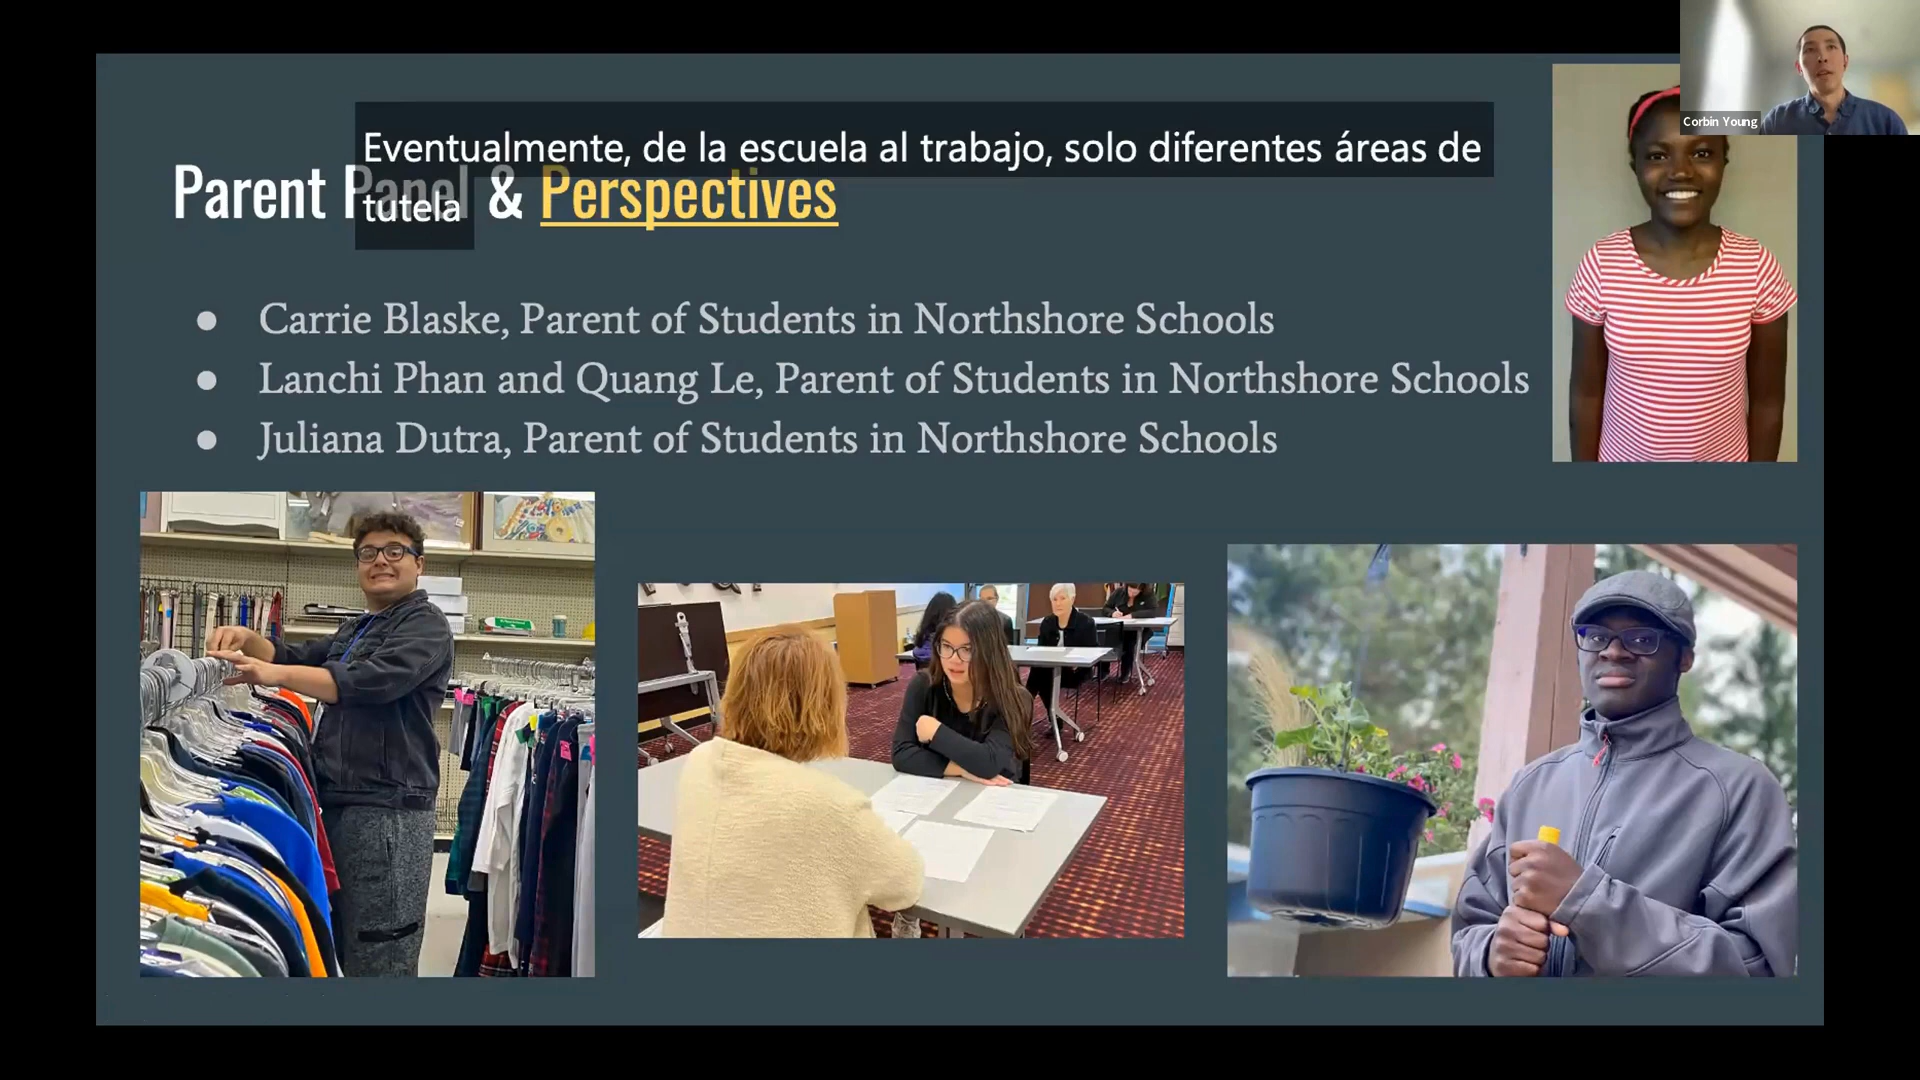 Corbin Young
Eventualmente, de la escuela al trabajo, solo diferentes áreas de
tutela
Parent Panel & Perspectives
● Carrie Blaske, Parent of Students in Northshore Schools
● Lanchi Phan and Quang Le, Parent of Students in Northshore Schools
● Juliana Dutra, Parent of Students in Northshore Schools